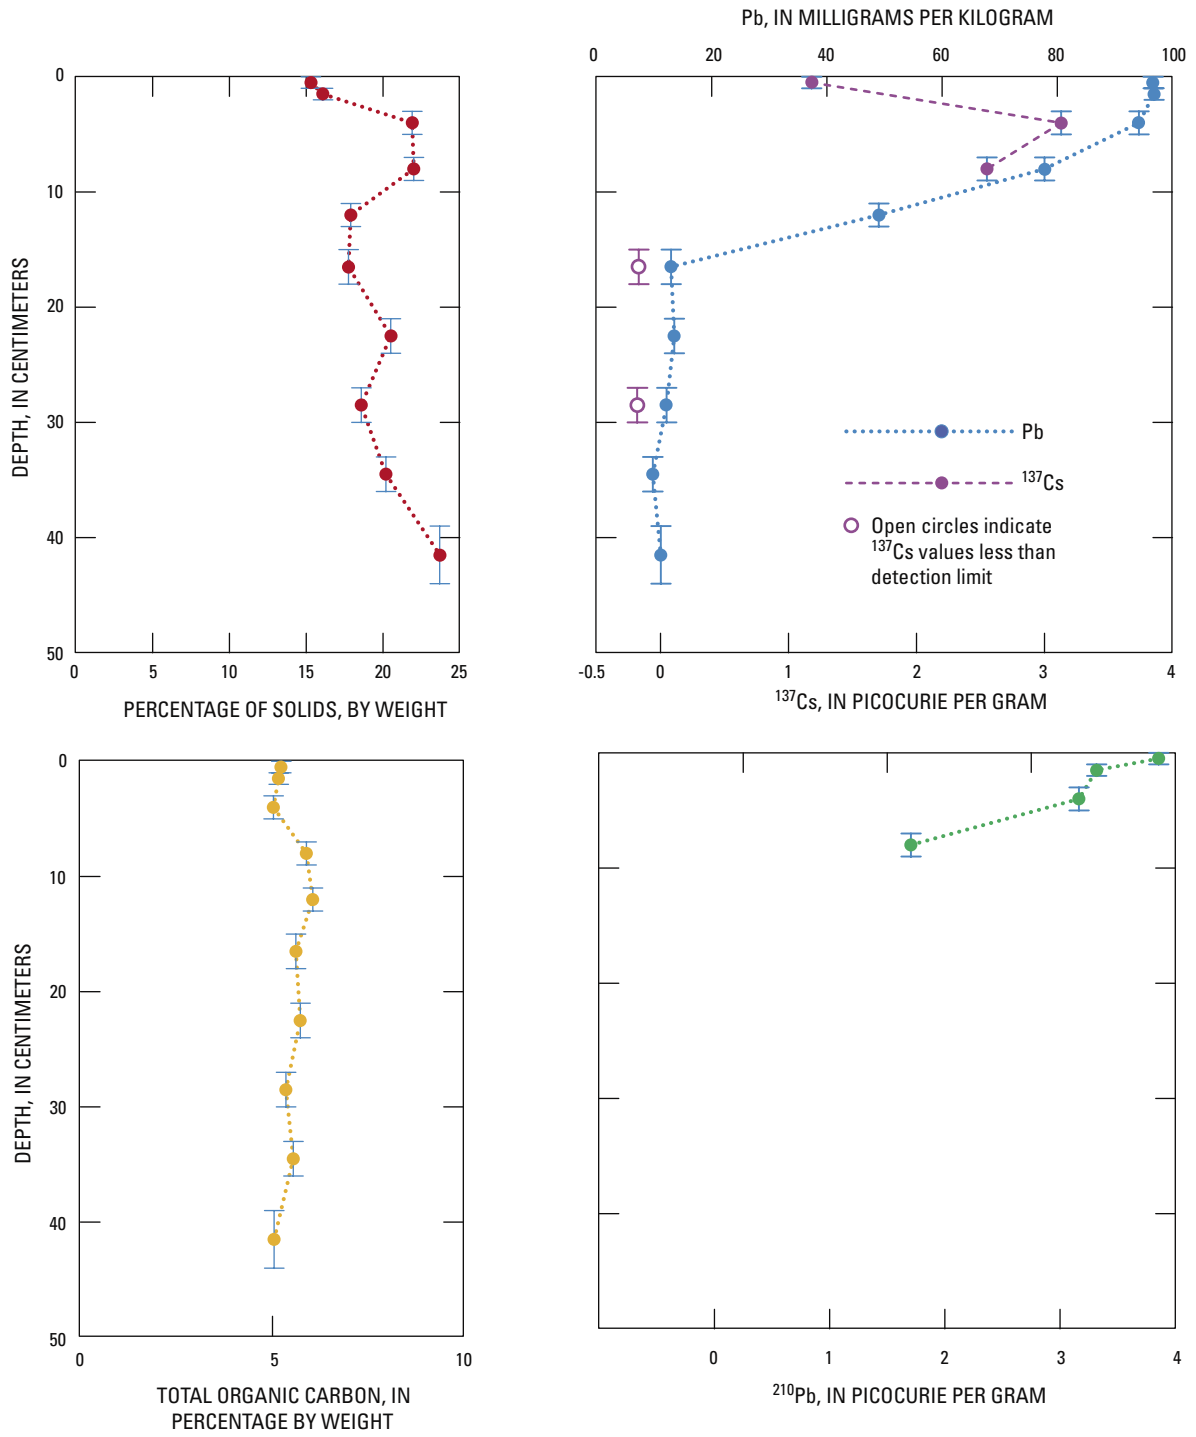 Pb, IN MILLIGRAMS PER KILOGRAM
0 20 40 60 80 100
0
10
20
30
40
50
DEPTH, IN CENTIMETERS
0 5 10 15 20 25
PERCENTAGE OF SOLIDS, BY WEIGHT
Pb
¹³⁷Cs
Open circles indicate
¹³⁷Cs values less than
detection limit
-0.5 0 1 2 3 4
¹³⁷Cs, IN PICOCURIE PER GRAM
0
10
20
30
40
50
DEPTH, IN CENTIMETERS
0 5 10
TOTAL ORGANIC CARBON, IN
PERCENTAGE BY WEIGHT
0 1 2 3 4
²¹⁰Pb, IN PICOCURIE PER GRAM